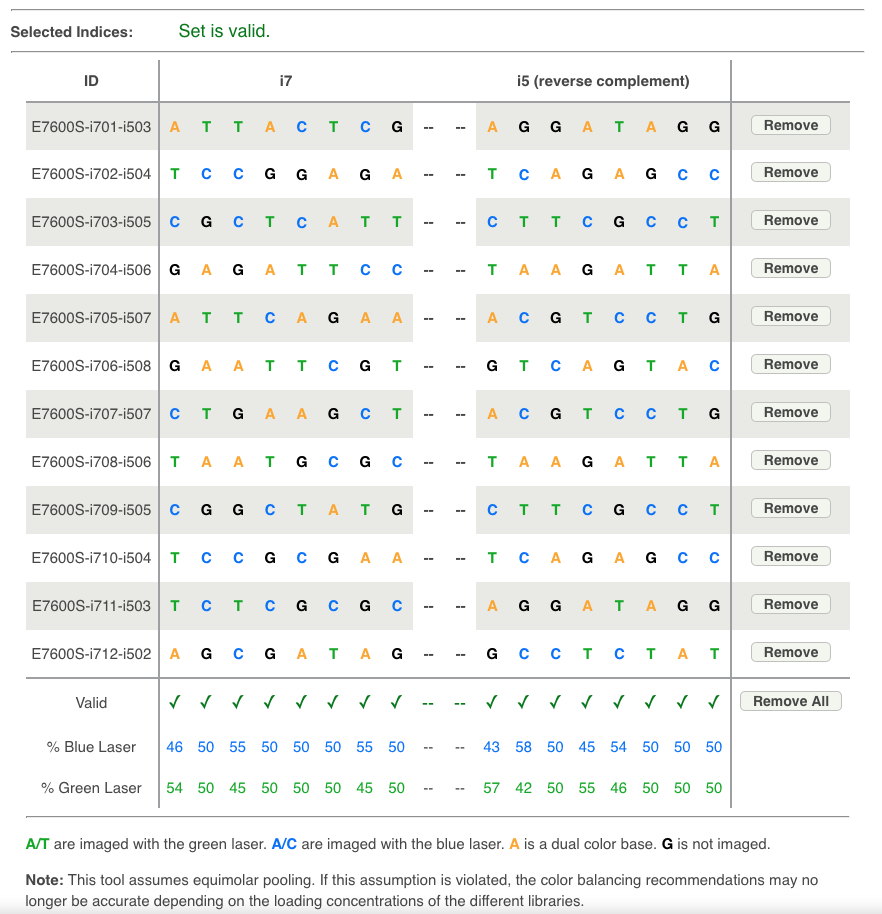 Selected Indices: Set is valid.
ID i7 i5 (reverse complement)
E7600S-i701-i503 A T T A C T C G -- -- A G G A T A G G Remove
E7600S-i702-i504 T C C G G A G A -- -- T C A G A G C C Remove
E7600S-i703-i505 C G C T C A T T -- -- C T T C G C C T Remove
E7600S-i704-i506 G A G A T T C C -- -- T A A G A T T A Remove
E7600S-i705-i507 A T T C A G A A -- -- A C G T C C T G Remove
E7600S-i706-i508 G A A T T C G T -- -- G T C A G T A C Remove
E7600S-i707-i507 C T G A A G C T -- -- A C G T C C T G Remove
E7600S-i708-i506 T A A T G C G C -- -- T A A G A T T A Remove
E7600S-i709-i505 C G G C T A T G -- -- C T T C G C C T Remove
E7600S-i710-i504 T C C G C G A A -- -- T C A G A G C C Remove
E7600S-i711-i503 T C T C G C G C -- -- A G G A T A G G Remove
E7600S-i712-i502 A G C G A T A G -- -- G C C T C T A T Remove
Valid ✓ ✓ ✓ ✓ ✓ ✓ ✓ ✓ -- -- ✓ ✓ ✓ ✓ ✓ ✓ ✓ ✓ Remove All
% Blue Laser 46 50 55 50 50 50 55 50 -- -- 43 58 50 45 54 50 50 50
% Green Laser 54 50 45 50 50 50 45 50 -- -- 57 42 50 55 46 50 50 50
A/T are imaged with the green laser. A/C are imaged with the blue laser. A is a dual color base. G is not imaged.
Note: This tool assumes equimolar pooling. If this assumption is violated, the color balancing recommendations may no
longer be accurate depending on the loading concentrations of the different libraries.